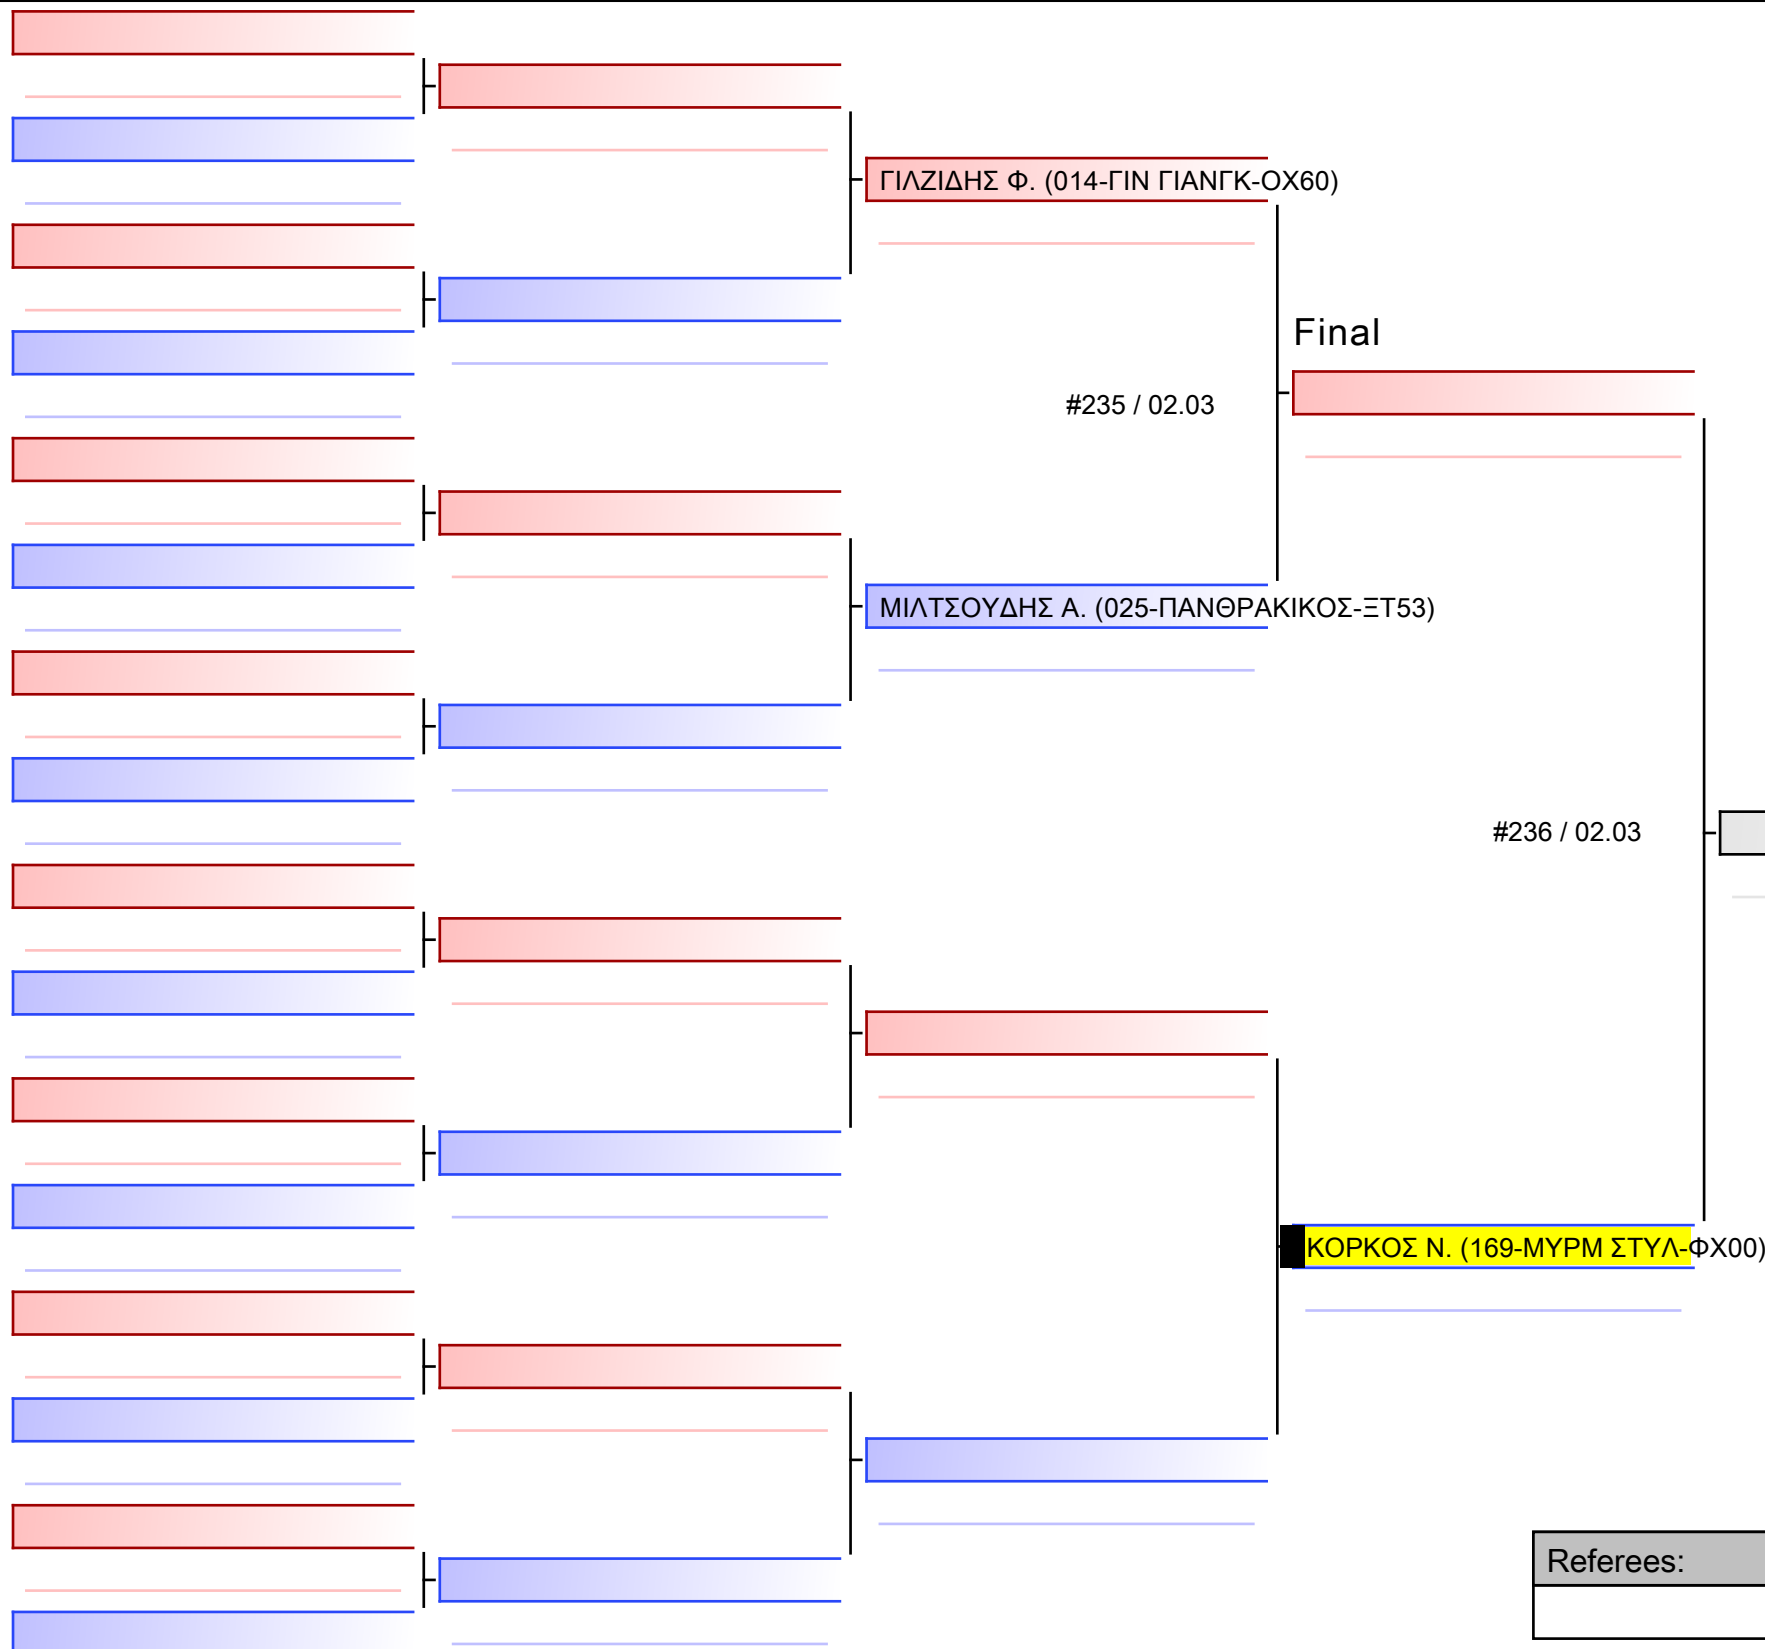 ΓΙΛΖΙΔΗΣ Φ. (014-ΓΙΝ ΓΙΑΝΓΚ-ΟΧ60)
Final
#235 / 02.03
ΜΙΛΤΣΟΥΔΗΣ Α. (025-ΠΑΝΘΡΑΚΙΚΟΣ-ΞΤ53)
#236 / 02.03
ΚΟΡΚΟΣ Ν. (169-ΜΥΡΜ ΣΤΥΛ-ΦΧ00)
Referees: